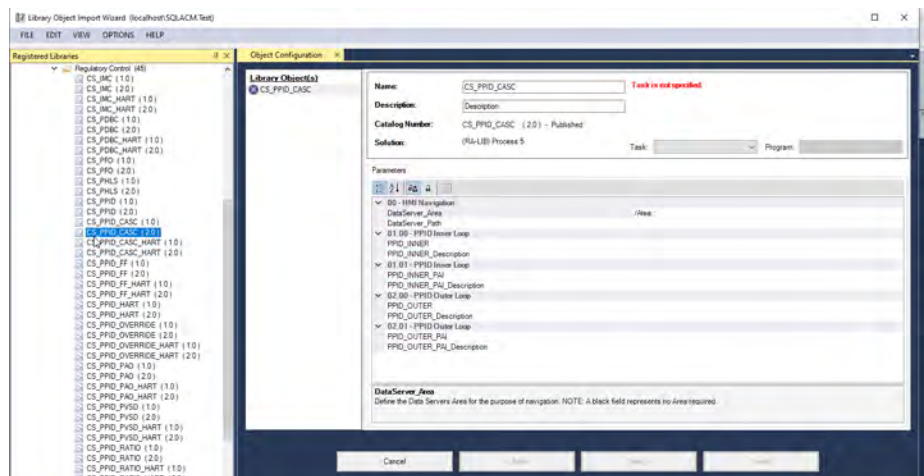 Library Object Import Wizard (localhost\SQLACM.Test)
FILE EDIT VIEW OPTIONS HELP
Registered Libraries
Regulatory Control (45)
CS_IMC (1.0)
CS_IMC (2.0)
CS_IMC_HART (1.0)
CS_IMC_HART (2.0)
CS_PDBC (1.0)
CS_PDBC (2.0)
CS_PDBC_HART (1.0)
CS_PDBC_HART (2.0)
CS_PFO (1.0)
CS_PFO (2.0)
CS_PHLS (1.0)
CS_PHLS (2.0)
CS_PPID (1.0)
CS_PPID (2.0)
CS_PPID_CASC (1.0)
CS_PPID_CASC (2.0)
CS_PPID_CASC_HART (1.0)
CS_PPID_CASC_HART (2.0)
CS_PPID_FF (1.0)
CS_PPID_FF (2.0)
CS_PPID_FF_HART (1.0)
CS_PPID_FF_HART (2.0)
CS_PPID_HART (1.0)
CS_PPID_HART (2.0)
CS_PPID_OVERRIDE (1.0)
CS_PPID_OVERRIDE (2.0)
CS_PPID_OVERRIDE_HART (1.0)
CS_PPID_OVERRIDE_HART (2.0)
CS_PPID_PAO (1.0)
CS_PPID_PAO (2.0)
CS_PPID_PAO_HART (1.0)
CS_PPID_PAO_HART (2.0)
CS_PPID_PVSD (1.0)
CS_PPID_PVSD (2.0)
CS_PPID_PVSD_HART (1.0)
CS_PPID_PVSD_HART (2.0)
CS_PPID_RATIO (1.0)
CS_PPID_RATIO (2.0)
CS_PPID_RATIO_HART (1.0)
Object Configuration
Library Object(s)
CS_PPID_CASC
Name: CS_PPID_CASC Task is not specified.
Description: Description
Catalog Number: CS_PPID_CASC (2.0) - Published
Solution: (RA-LIB) Process 5 Task: Program:
Parameters
00 - HMI Navigation
DataServer_Area /Area::
DataServer_Path
01.00 - PPID Inner Loop
PPID_INNER
PPID_INNER_Description
01.01 - PPID Inner Loop
PPID_INNER_PAI
PPID_INNER_PAI_Description
02.00 - PPID Outer Loop
PPID_OUTER
PPID_OUTER_Description
02.01 - PPID Outer Loop
PPID_OUTER_PAI
PPID_OUTER_PAI_Description
DataServer_Area
Define the Data Servers Area for the purpose of navigation. NOTE: A black field represents no Area required.
Cancel